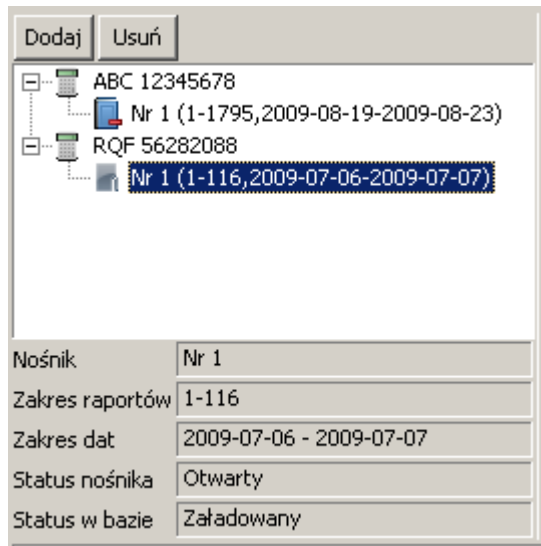 Dodaj Usuń
ABC 12345678
Nr 1 (1-1795,2009-08-19-2009-08-23)
RQF 56282088
Nr 1 (1-116,2009-07-06-2009-07-07)
Nośnik Nr 1
Zakres raportów 1-116
Zakres dat 2009-07-06 - 2009-07-07
Status nośnika Otwarty
Status w bazie Załadowany